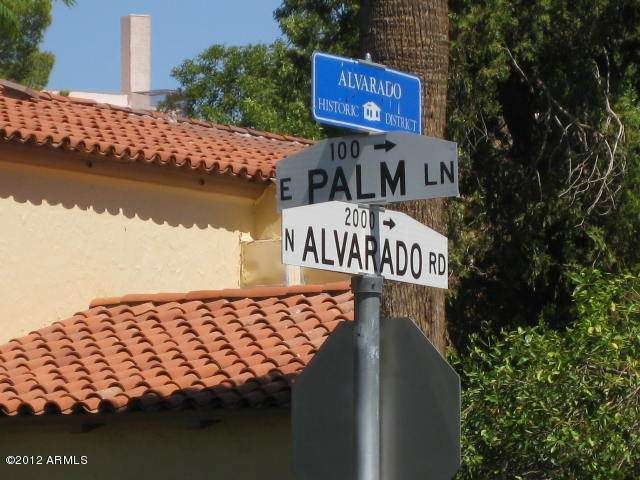 ALVARADO
HISTORIC DISTRICT
100 →
E PALM LN
2000 →
N ALVARADO RD
©2012 ARMLS